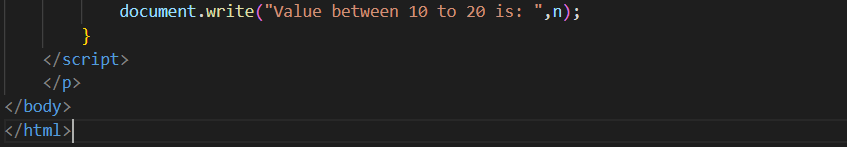 document.write("Value between 10 to 20 is: ",n);
}
</script>
</p>
</body>
</html>